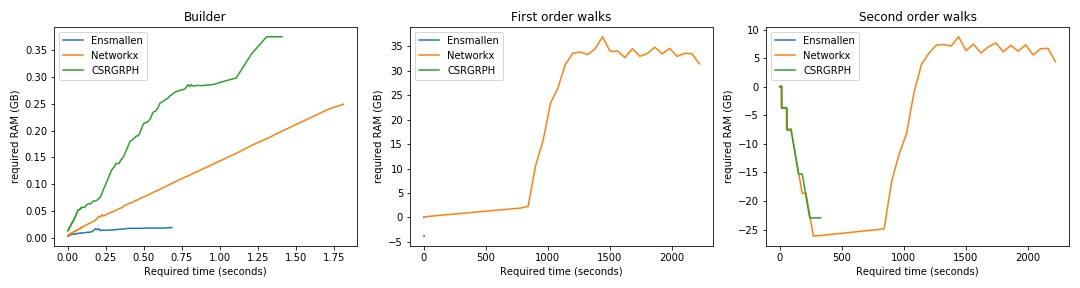 Builder
Ensmallen
Networkx
CSRGRPH
required RAM (GB)
0.35
0.30
0.25
0.20
0.15
0.10
0.05
0.00
0.00 0.25 0.50 0.75 1.00 1.25 1.50 1.75
Required time (seconds)
First order walks
Ensmallen
Networkx
CSRGRPH
required RAM (GB)
35
30
25
20
15
10
5
0
−5
0 500 1000 1500 2000
Required time (seconds)
Second order walks
Ensmallen
Networkx
CSRGRPH
required RAM (GB)
10
5
0
−5
−10
−15
−20
−25
0 500 1000 1500 2000
Required time (seconds)